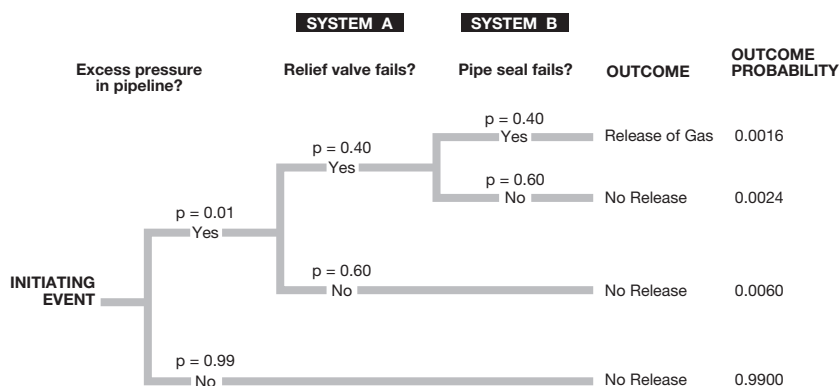 SYSTEM A
SYSTEM B
Excess pressure
in pipeline?
Relief valve fails?
Pipe seal fails?
OUTCOME
OUTCOME
PROBABILITY
p = 0.40
Yes
Release of Gas
0.0016
p = 0.40
Yes
p = 0.60
No
No Release
0.0024
p = 0.01
Yes
p = 0.60
No
No Release
0.0060
INITIATING
EVENT
p = 0.99
No
No Release
0.9900